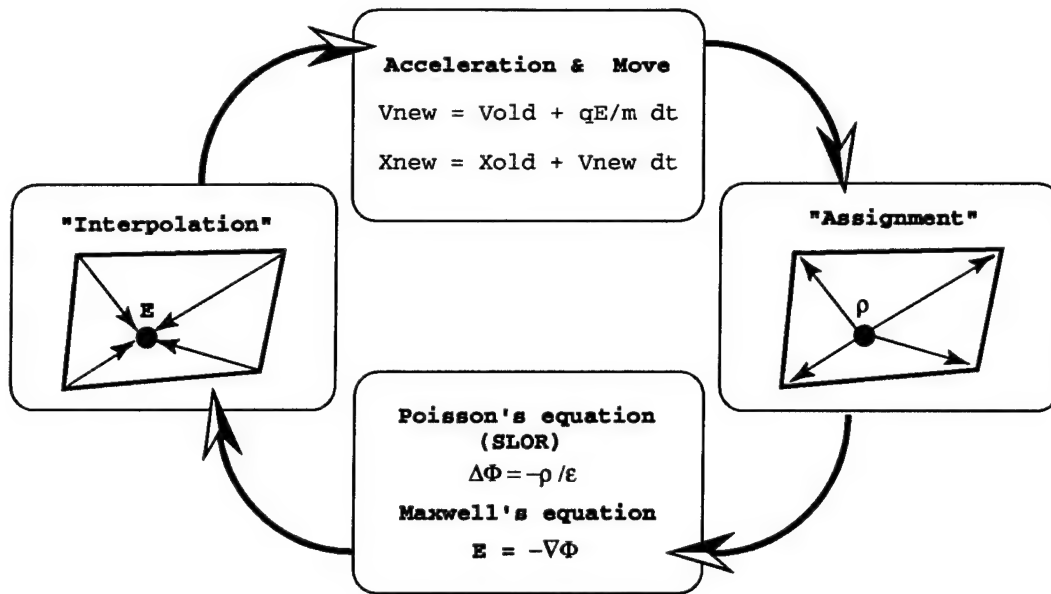 Acceleration & Move
Vnew = Vold + qE/m dt
Xnew = Xold + Vnew dt
"Interpolation"
E
"Assignment"
ρ
Poisson's equation
(SLOR)
ΔΦ=-ρ/ε
Maxwell's equation
E = -∇Φ